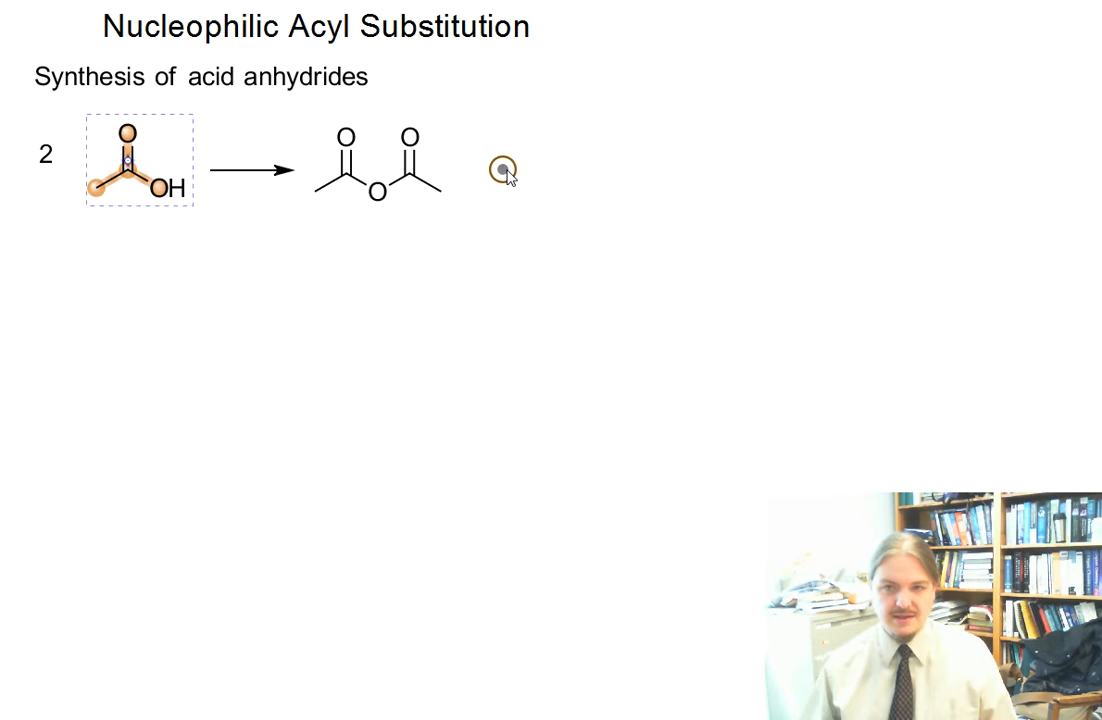 Nucleophilic Acyl Substitution
Synthesis of acid anhydrides
O O O
2
OH O